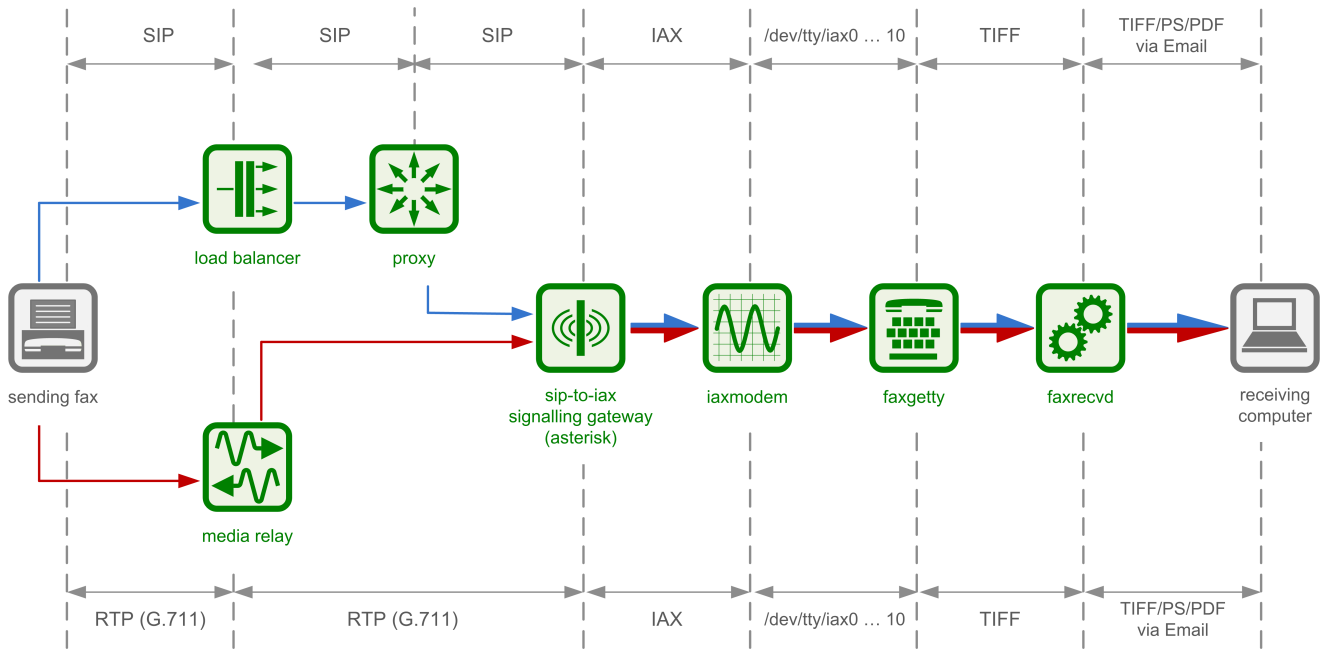 SIP
SIP
SIP
IAX
/dev/tty/iax0 … 10
TIFF
TIFF/PS/PDF
via Email
load balancer
proxy
sending fax
sip-to-iax
signalling gateway
(asterisk)
iaxmodem
faxgetty
faxrecvd
receiving
computer
media relay
RTP (G.711)
RTP (G.711)
IAX
/dev/tty/iax0 … 10
TIFF
TIFF/PS/PDF
via Email